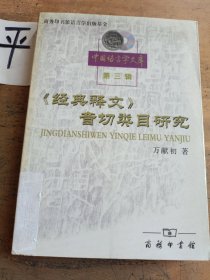 商务印书馆语言学出版基金
中国语言学文库
第三辑
平
《经典释文》
音切类目研究
JINGDIANSHIWEN YINQIE LEIMU YANJIU
万献初 著
商务印书馆